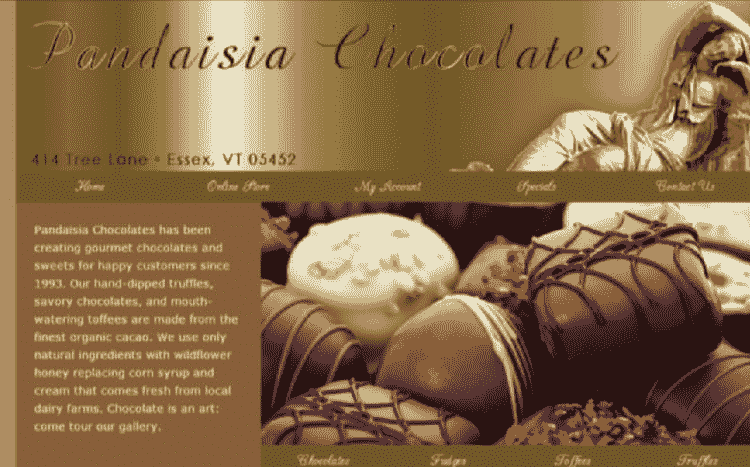 Pandaisia Chocolates
414 Tree Lane • Essex, VT 05452
Home Online Store My Account Specials Contact Us
Pandaisia Chocolates has been
creating gourmet chocolates and
sweets for happy customers since
1993. Our hand-dipped truffles,
savory chocolates, and mouth-
watering toffees are made from the
finest organic cacao. We use only
natural ingredients with wildflower
honey replacing corn syrup and
cream that comes fresh from local
dairy farms. Chocolate is an art:
come tour our gallery.
Chocolates Fudges Toffees Truffles